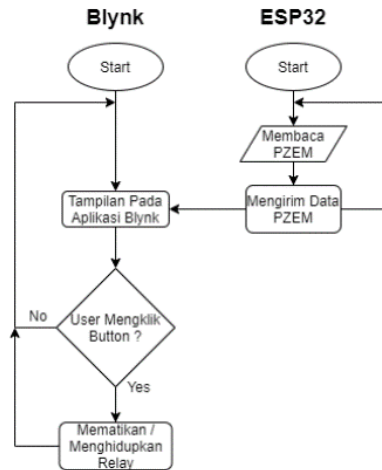 Blynk
ESP32
Start
Start
Membaca
PZEM
Tampilan Pada
Aplikasi Blynk
Mengirim Data
PZEM
No
User Mengklik
Button ?
Yes
Mematikan /
Menghidupkan
Relay